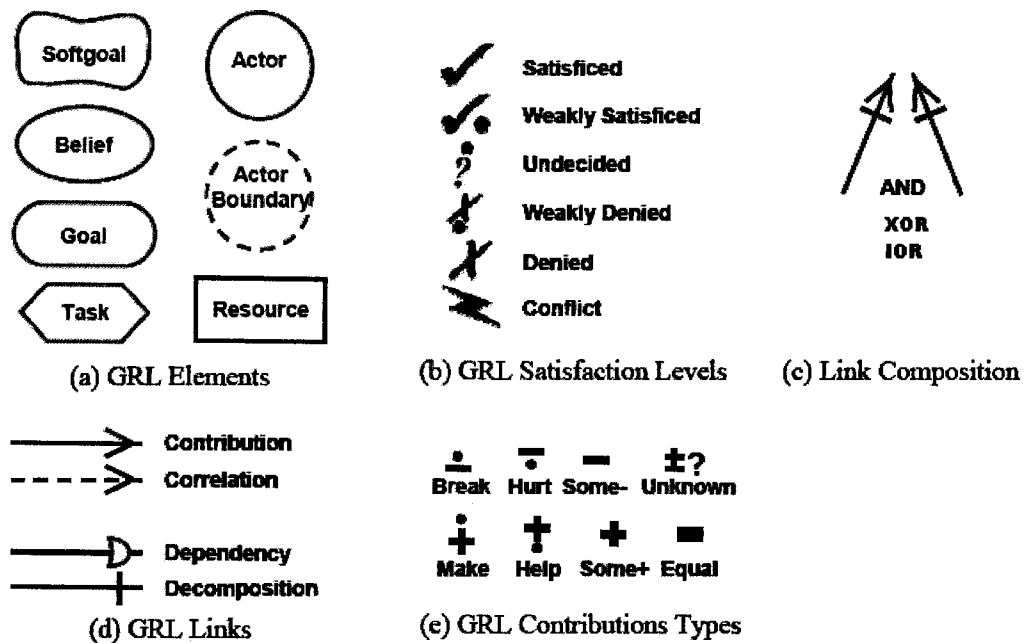 Softgoal
Actor
Belief
Actor
Boundary
Goal
Task
Resource
(a) GRL Elements
Satisficed
Weakly Satisficed
Undecided
Weakly Denied
Denied
Conflict
(b) GRL Satisfaction Levels
AND
XOR
IOR
(c) Link Composition
Contribution
Correlation
Dependency
Decomposition
(d) GRL Links
±?
Break Hurt Some- Unknown
Make Help Some+ Equal
(e) GRL Contributions Types